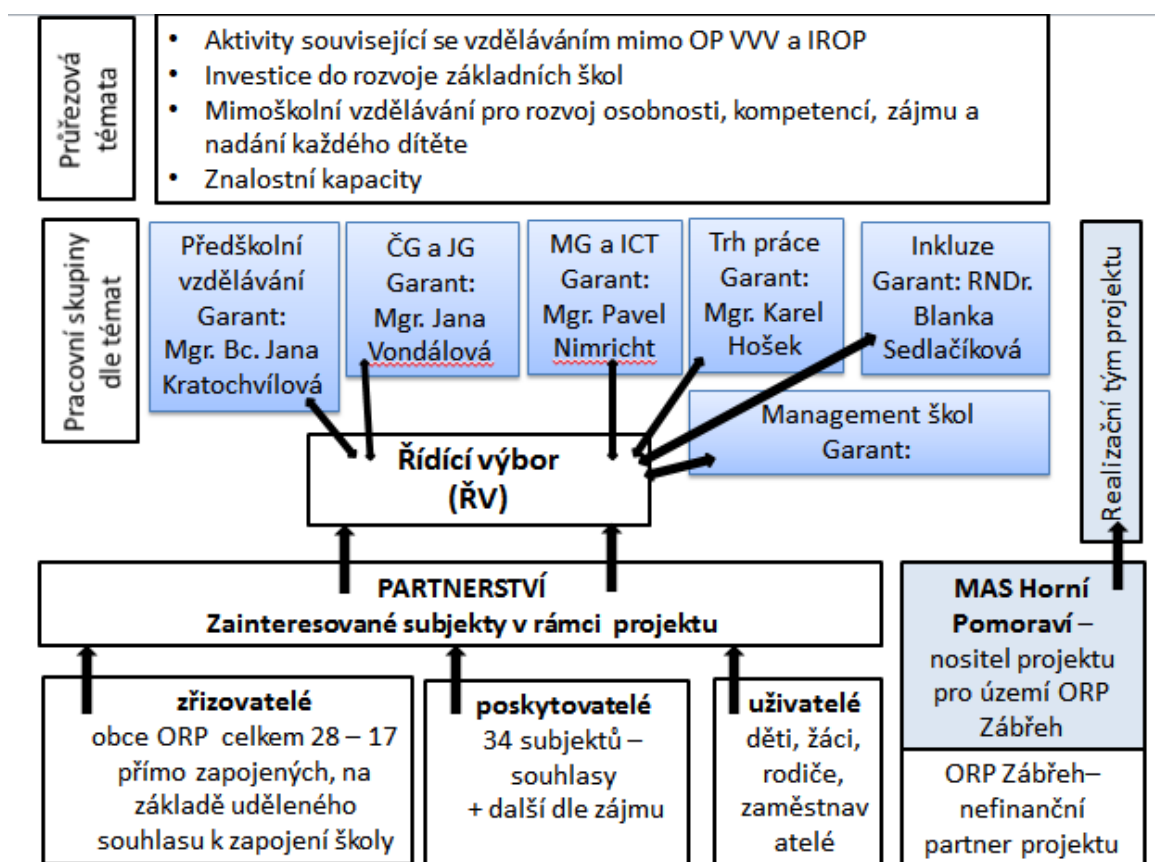 Průřezová
témata
• Aktivity související se vzděláváním mimo OP VVV a IROP
• Investice do rozvoje základních škol
• Mimoškolní vzdělávání pro rozvoj osobnosti, kompetencí, zájmu a
nadání každého dítěte
• Znalostní kapacity
Pracovní skupiny
dle témat
Předškolní
vzdělávání
Garant:
Mgr. Bc. Jana
Kratochvílová
ČG a JG
Garant:
Mgr. Jana
Vondálová
MG a ICT
Garant:
Mgr. Pavel
Nimricht
Trh práce
Garant:
Mgr. Karel
Hošek
Inkluze
Garant: RNDr.
Blanka
Sedlačíková
Management škol
Garant:
Realizační tým projektu
Řídící výbor
(ŘV)
PARTNERSTVÍ
Zainteresované subjekty v rámci projektu
zřizovatelé
obce ORP celkem 28 – 17
přímo zapojených, na
základě uděleného
souhlasu k zapojení školy
poskytovatelé
34 subjektů –
souhlasy
+ další dle zájmu
uživatelé
děti, žáci,
rodiče,
zaměstnav
atelé
MAS Horní
Pomoraví –
nositel projektu
pro území ORP
Zábřeh
ORP Zábřeh–
nefinanční
partner projektu